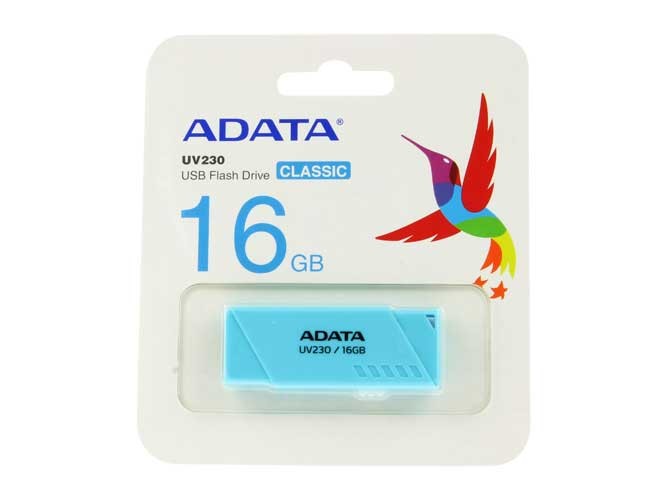 ADATA®
UV230
USB Flash Drive CLASSIC
16 GB
ADATA
UV230 / 16GB